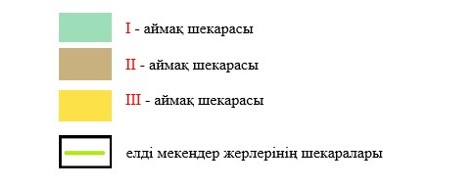 I - аймақ шекарасы
II - аймақ шекарасы
III - аймақ шекарасы
елді мекендер жерлерінің шекаралары